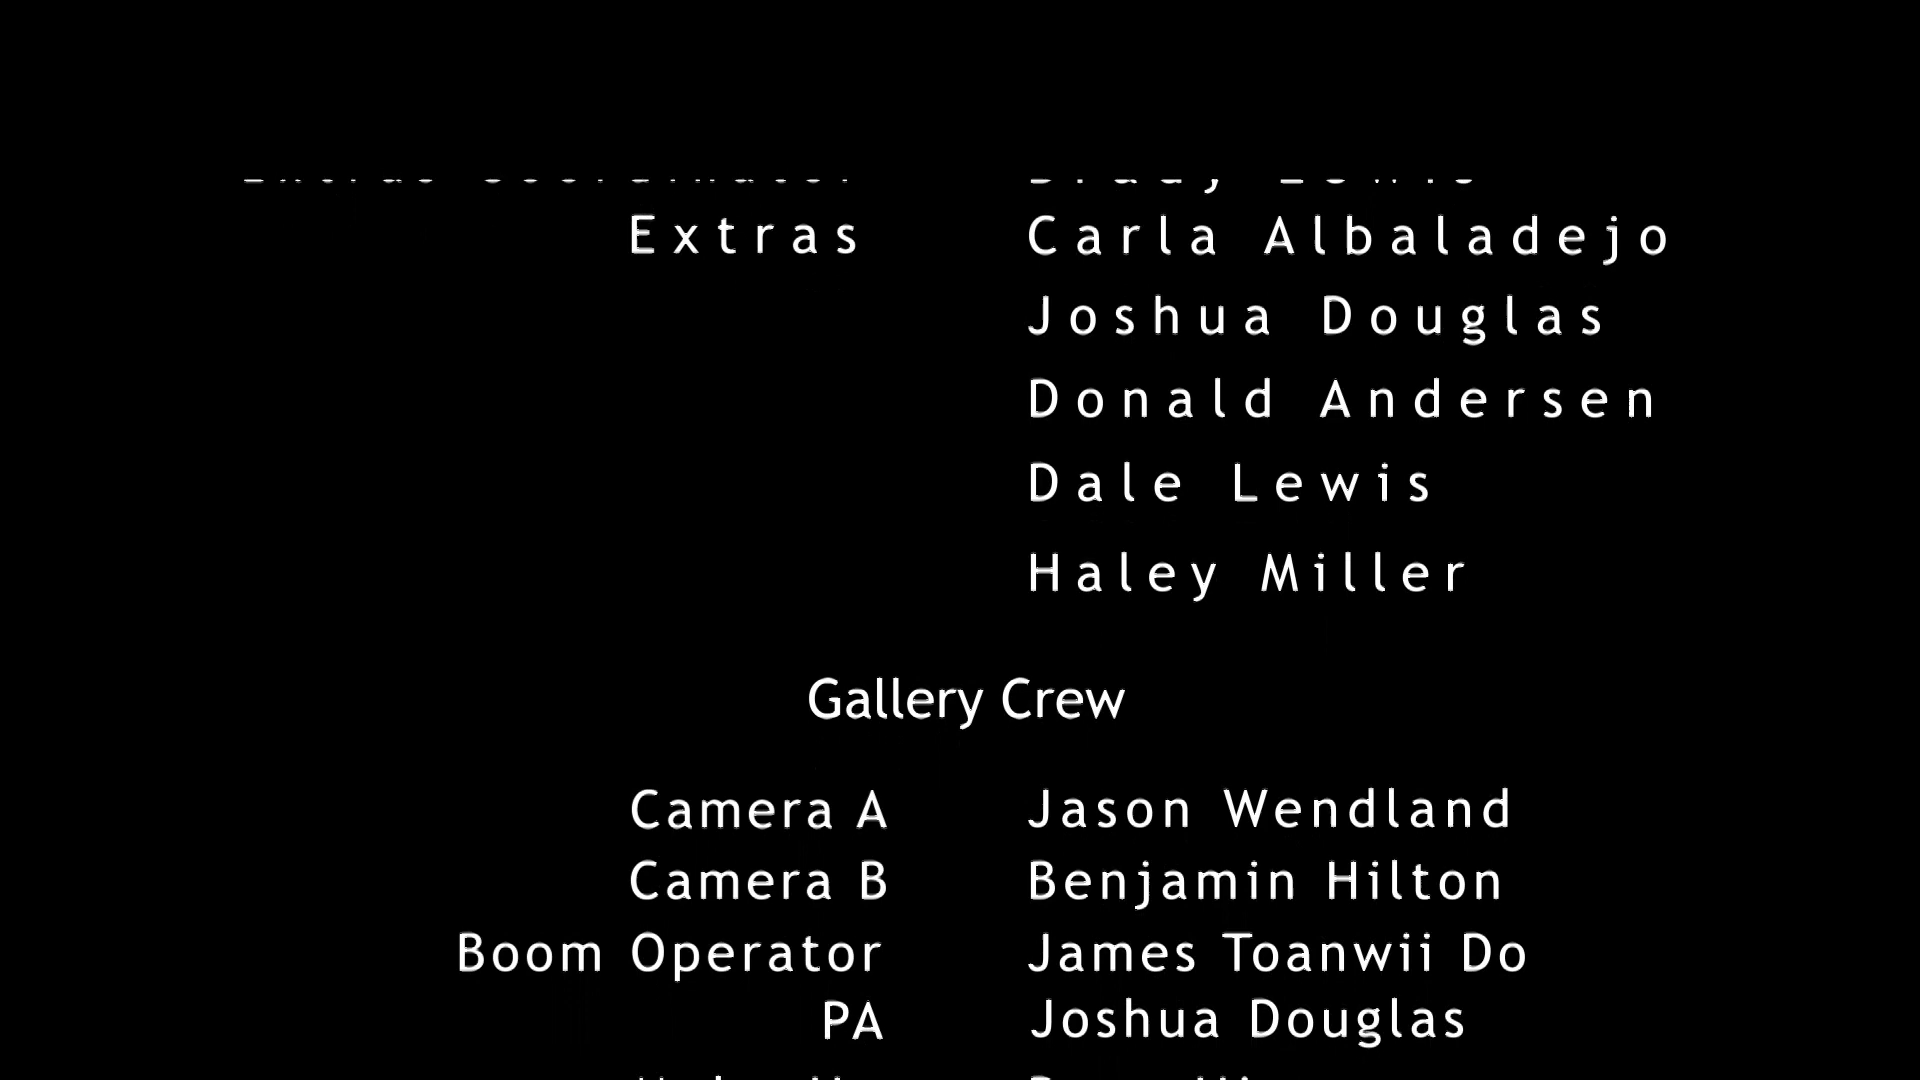 Extras Carla Albaladejo
Joshua Douglas
Donald Andersen
Dale Lewis
Haley Miller
Gallery Crew
Camera A Jason Wendland
Camera B Benjamin Hilton
Boom Operator James Toanwii Do
PA Joshua Douglas